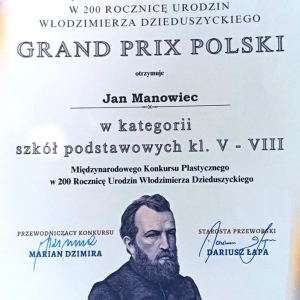 W 200 ROCZNICĘ URODZIN
WŁODZIMIERZA DZIEDUSZYCKIEGO
GRAND PRIX POLSKI
otrzymuje
Jan Manowiec
w kategorii
szkół podstawowych kl. V - VIII
Międzynarodowego Konkursu Plastycznego
w 200 Rocznicę Urodzin Włodzimierza Dzieduszyckiego
PRZEWODNICZĄCY KONKURSU
MARIAN DZIMIRA
STAROSTA PRZEWORSKI
DARIUSZ ŁAPA